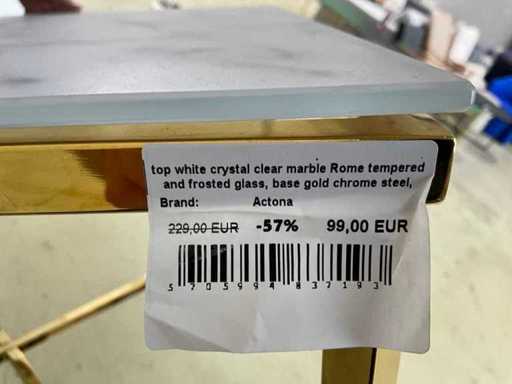 top white crystal clear marble Rome tempered
and frosted glass, base gold chrome steel,
Brand: Actona
229,00 EUR -57% 99,00 EUR
5 705994 837193